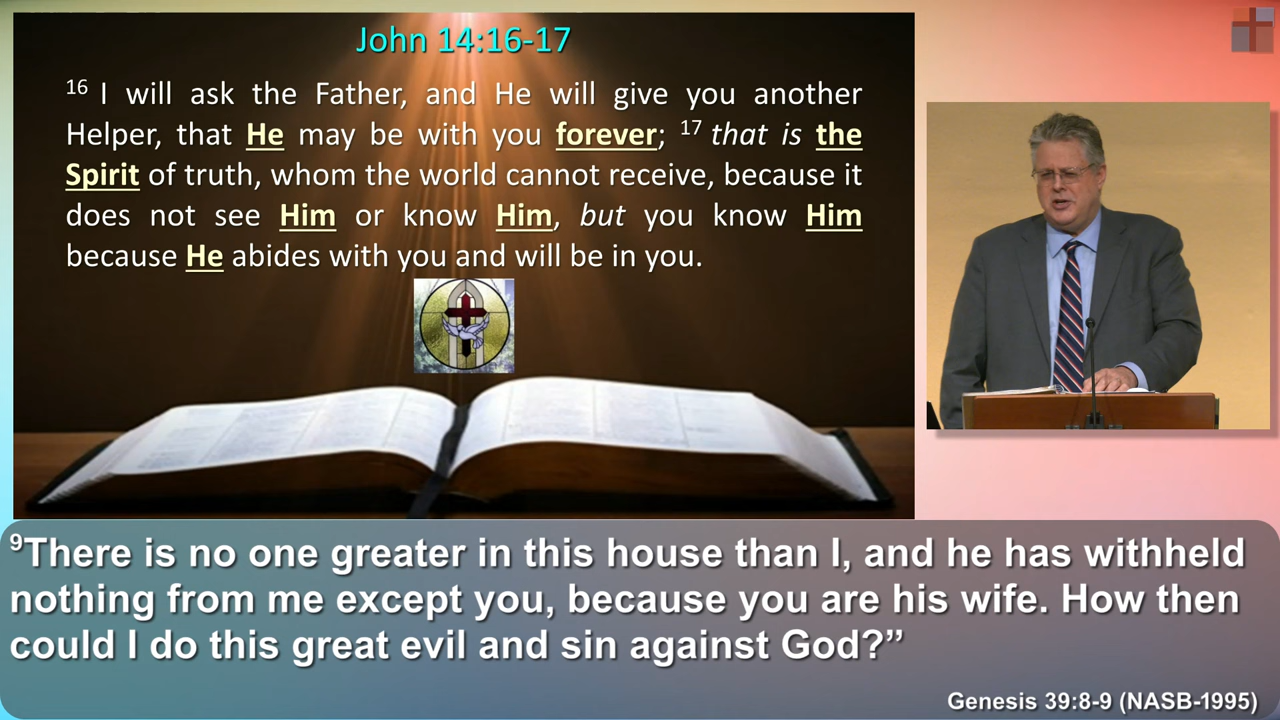 John 14:16-17
16 I will ask the Father, and He will give you another
Helper, that He may be with you forever; 17 that is the
Spirit of truth, whom the world cannot receive, because it
does not see Him or know Him, but you know Him
because He abides with you and will be in you.
9There is no one greater in this house than I, and he has withheld
nothing from me except you, because you are his wife. How then
could I do this great evil and sin against God?”
Genesis 39:8-9 (NASB-1995)